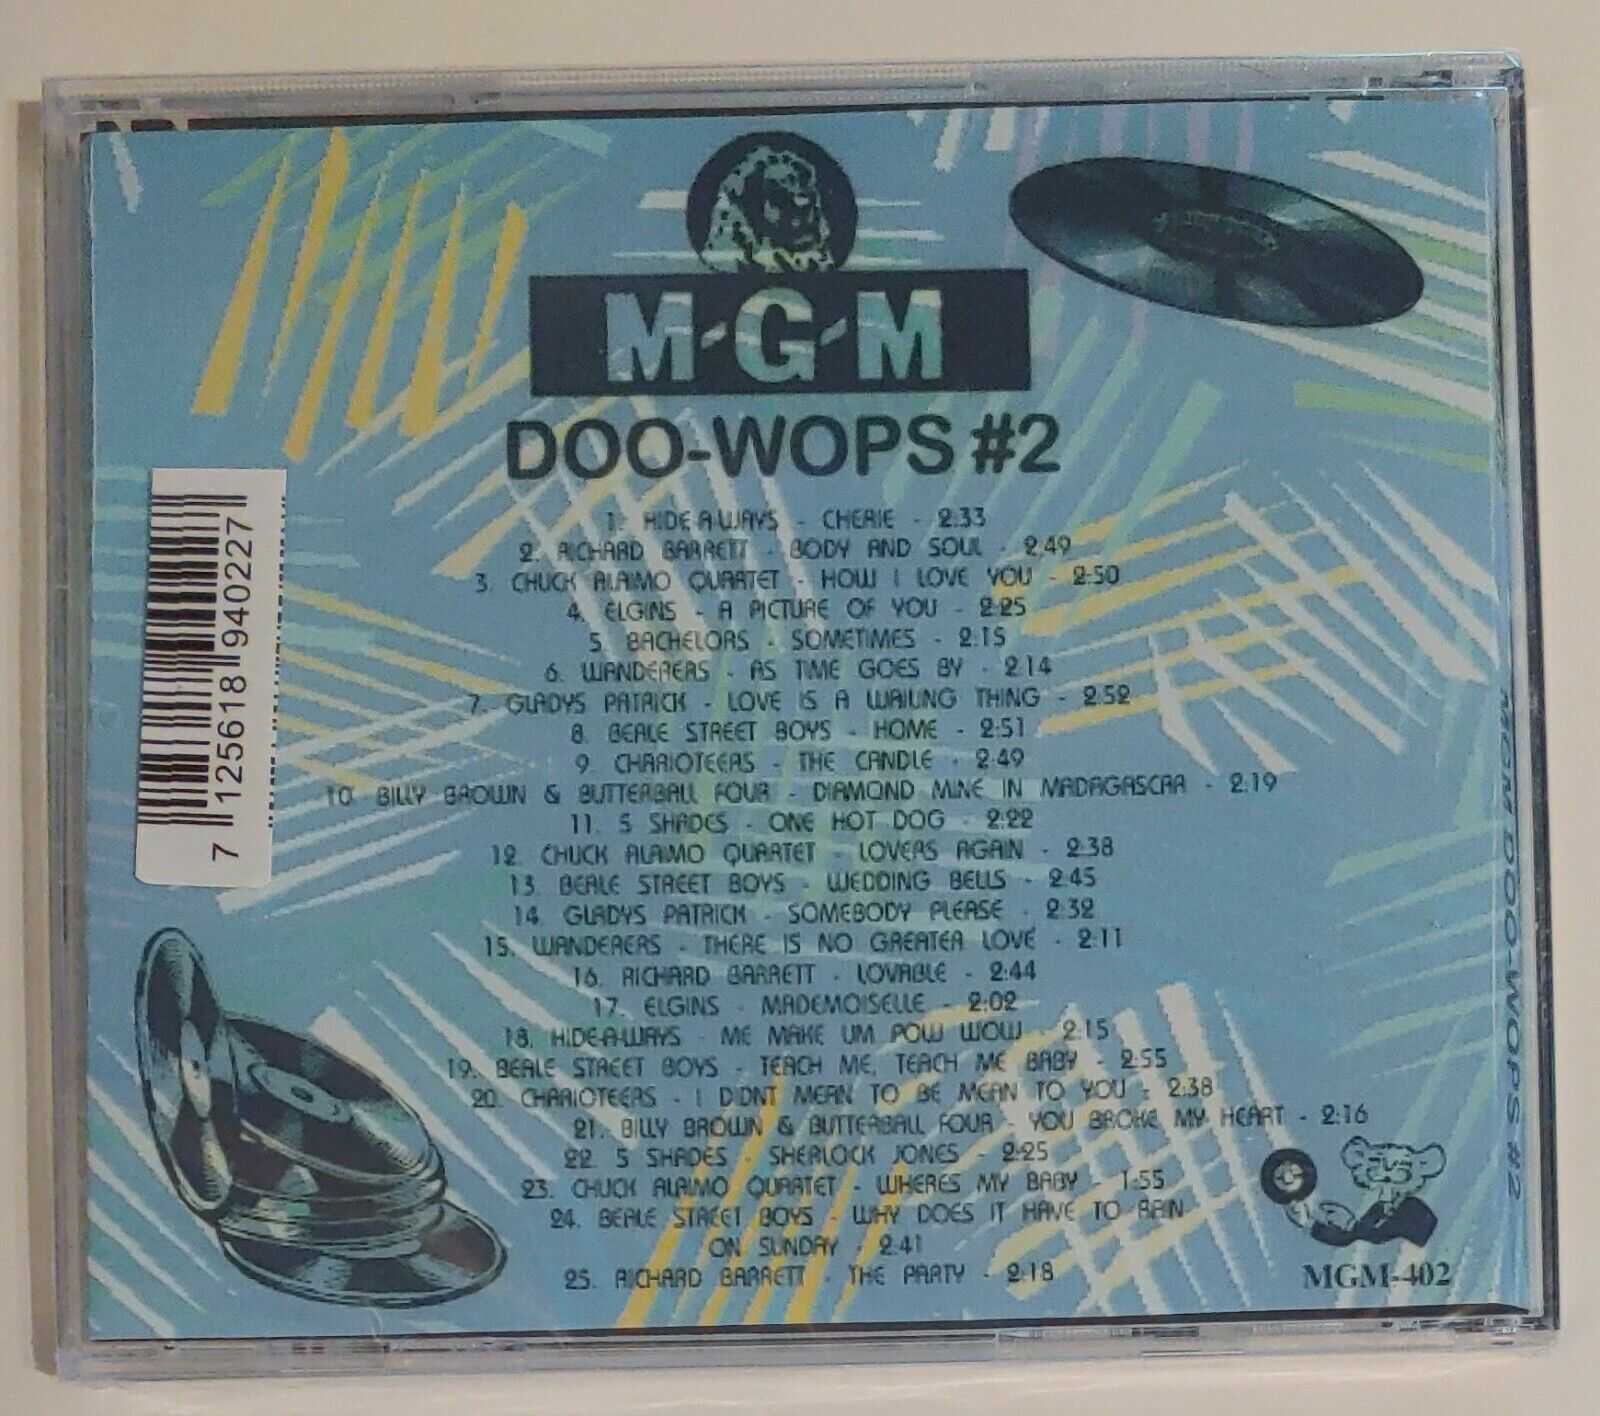 M-G-M
DOO-WOPS #2
1. HIDE-A-WAYS - CHERIE - 2:33
2. RICHARD BARRETT - BODY AND SOUL - 2:49
3. CHUCK ALAIMO QUARTET - HOW I LOVE YOU - 2:50
4. ELGINS - A PICTURE OF YOU - 2:25
5. BACHELORS - SOMETIMES - 2:15
6. WANDERERS - AS TIME GOES BY - 2:14
7. GLADYS PATRICK - LOVE IS A WAILING THING - 2:52
8. BEALE STREET BOYS - HOME - 2:51
9. CHARIOTEERS - THE CANDLE - 2:49
10. BILLY BROWN & BUTTERBALL FOUR - DIAMOND MINE IN MADAGASCAR - 2:19
11. 5 SHADES - ONE HOT DOG - 2:22
12. CHUCK ALAIMO QUARTET - LOVERS AGAIN - 2:38
13. BEALE STREET BOYS - WEDDING BELLS - 2:45
14. GLADYS PATRICK - SOMEBODY PLEASE - 2:32
15. WANDERERS - THERE IS NO GREATER LOVE - 2:11
16. RICHARD BARRETT - LOVABLE - 2:44
17. ELGINS - MADEMOISELLE - 2:02
18. HIDE-A-WAYS - ME MAKE UM POW WOW - 2:15
19. BEALE STREET BOYS - TEACH ME, TEACH ME BABY - 2:55
20. CHARIOTEERS - I DIDNT MEAN TO BE MEAN TO YOU - 2:38
21. BILLY BROWN & BUTTERBALL FOUR - YOU BROKE MY HEART - 2:16
22. 5 SHADES - SHERLOCK JONES - 2:25
23. CHUCK ALAIMO QUARTET - WHERES MY BABY - 1:55
24. BEALE STREET BOYS - WHY DOES IT HAVE TO RAIN
ON SUNDAY - 2:41
25. RICHARD BARRETT - THE PARTY - 2:18
MGM-402
7 12561894022 7
MGM DOO-WOPS #2